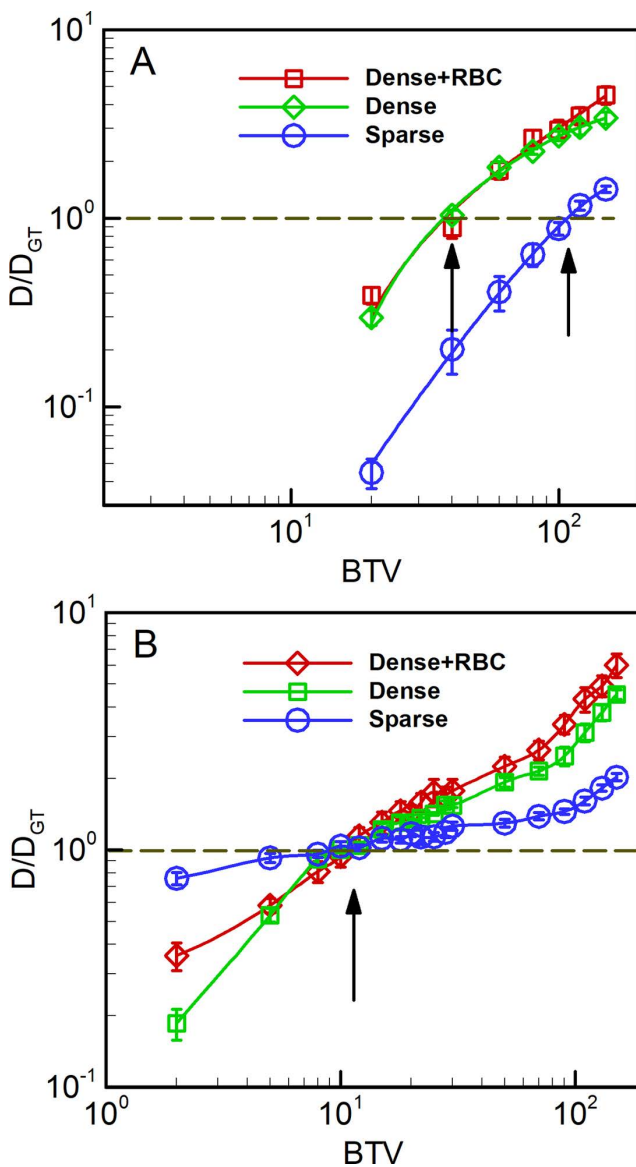 A
Dense+RBC
Dense
Sparse
10¹
10⁰
10⁻¹
D/D_GT
10¹
10²
BTV
B
Dense+RBC
Dense
Sparse
10¹
10⁰
10⁻¹
D/D_GT
10⁰
10¹
10²
BTV